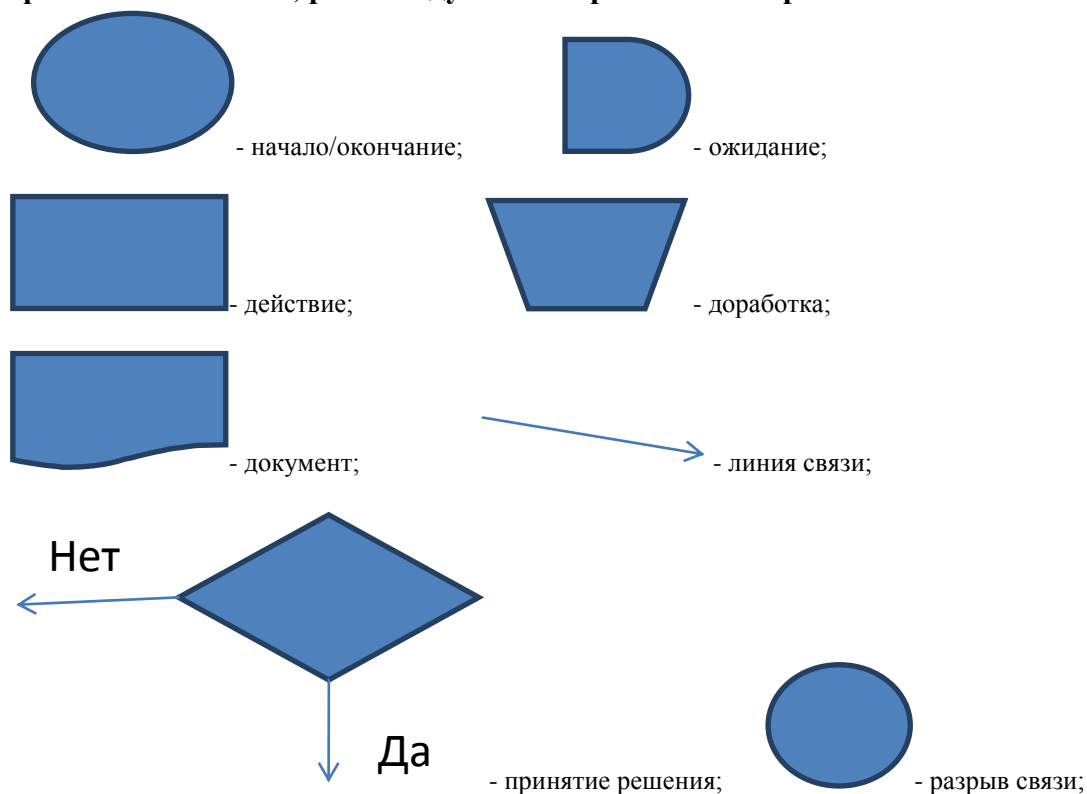 - начало/окончание;
- ожидание;
- действие;
- доработка;
- документ;
- линия связи;
Нет
Да
- принятие решения;
- разрыв связи;